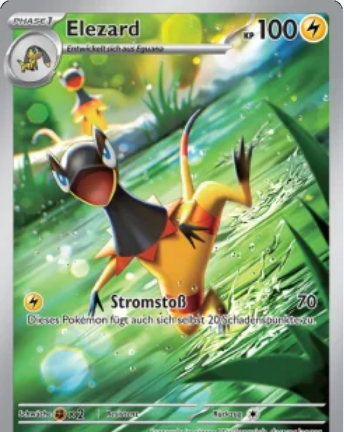 PHASE 1
Elezard
KP 100
Entwickelt sich aus Eguana
Stromstoß 70
Dieses Pokémon fügt auch sich selbst 20 Schadenspunkte zu.
Schwäche ×2 Resistenz Rückzug